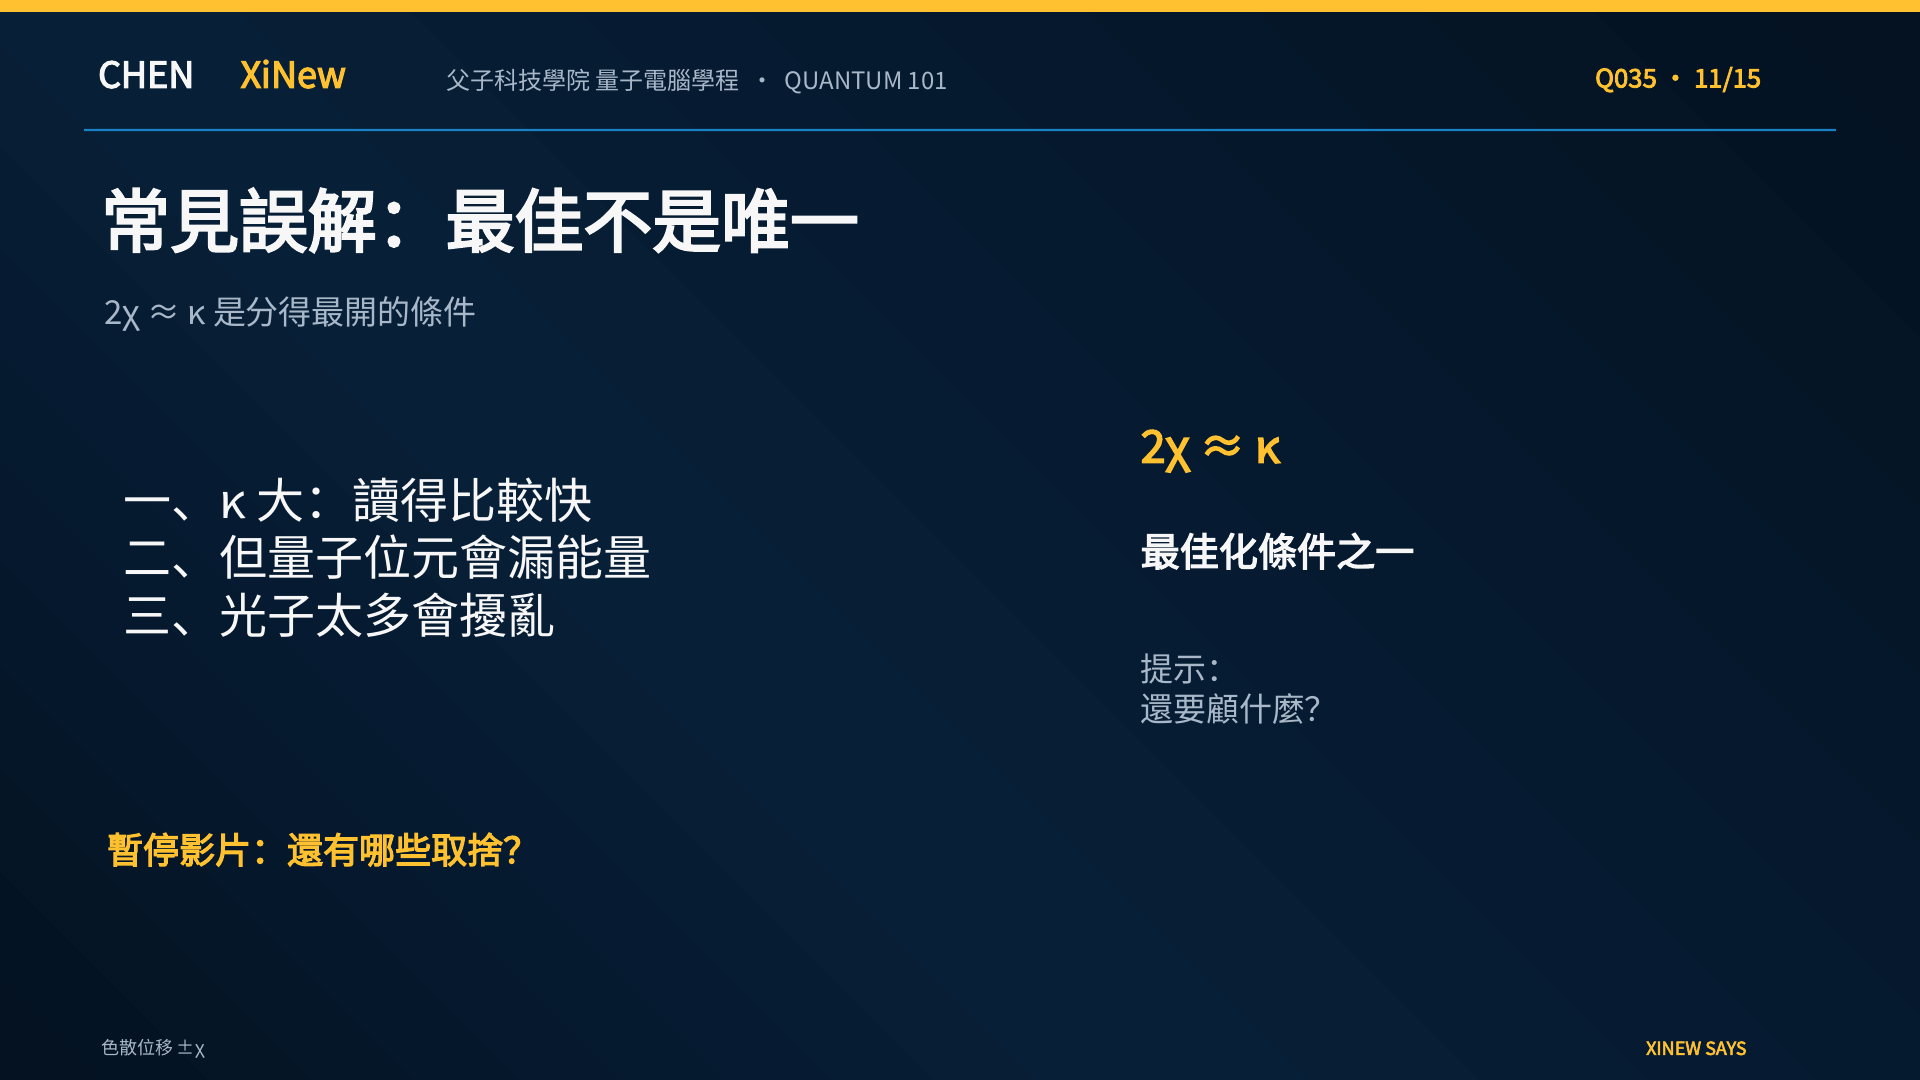 CHEN XiNew 父子科技學院 量子電腦學程 · QUANTUM 101 Q035 · 11/15
常見誤解：最佳不是唯一
2χ ≈ κ 是分得最開的條件
一、κ 大：讀得比較快
二、但量子位元會漏能量
三、光子太多會擾亂
2χ ≈ κ
最佳化條件之一
提示：
還要顧什麼？
暫停影片：還有哪些取捨？
色散位移 ±χ
XINEW SAYS